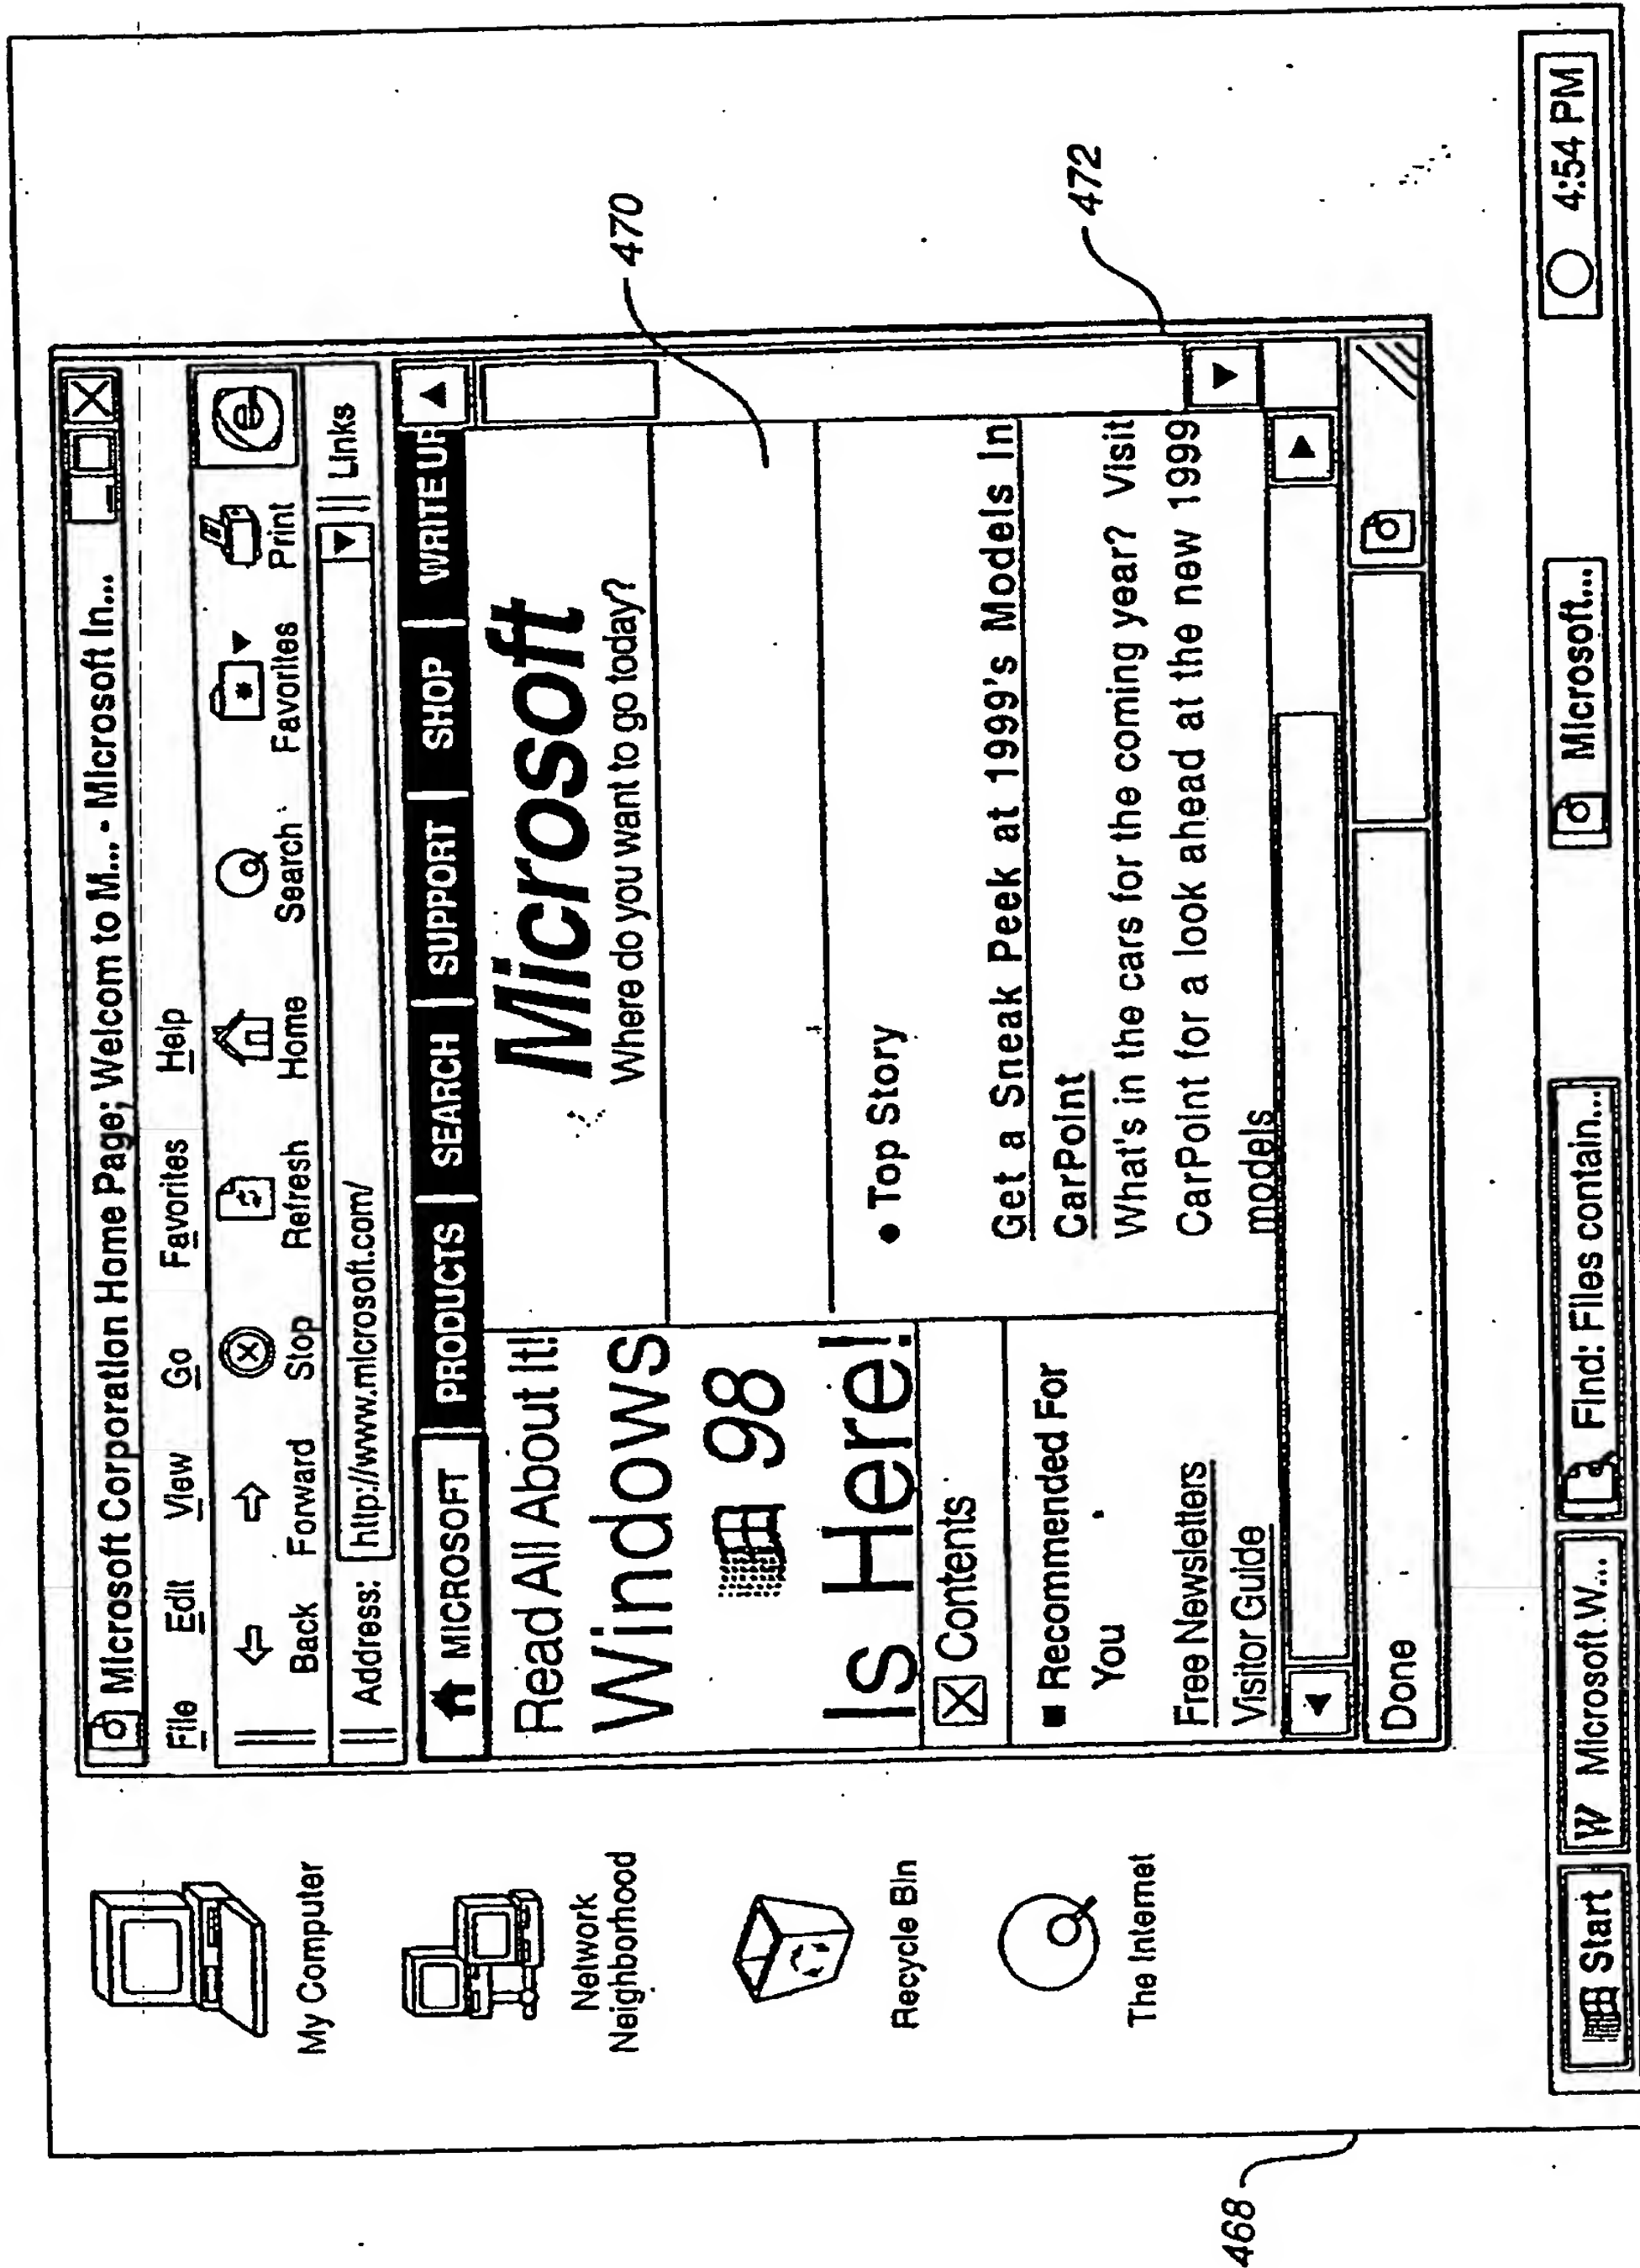 Microsoft Corporation Home Page; Welcom to M... - Microsoft In...
File Edit View Go Favorites Help
Back Forward Stop Refresh Home Search Favorites Print
Address: http://www.microsoft.com/ Links
MICROSOFT PRODUCTS SEARCH SUPPORT SHOP WRITE US
Read All About It!
Windows
98
Is Here!
Contents
Recommended For
You
Free Newsletters
Visitor Guide
Microsoft
Where do you want to go today?
• Top Story
Get a Sneak Peek at 1999's Models In
CarPoint
What's in the cars for the coming year? Visit
CarPoint for a look ahead at the new 1999
models
Done
My Computer
Network
Neighborhood
Recycle Bin
The Internet
Start
W Microsoft W...
Find: Files contain...
Microsoft...
4:54 PM
468
470
472